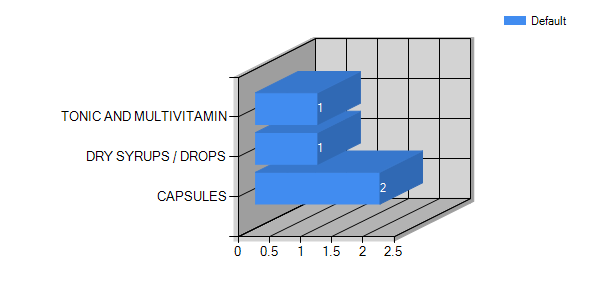 Default
TONIC AND MULTIVITAMIN
1
DRY SYRUPS / DROPS
1
CAPSULES
2
0 0.5 1 1.5 2 2.5